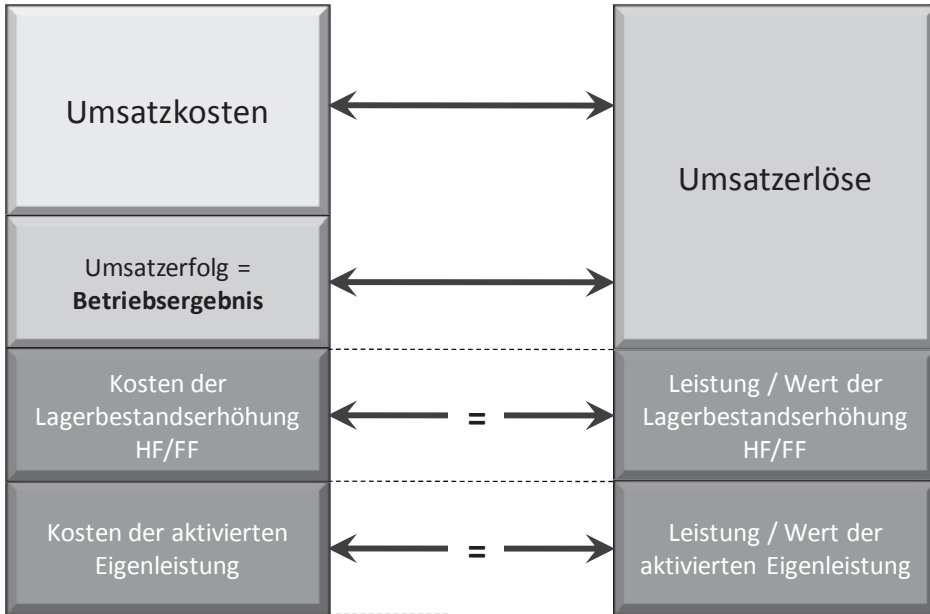 Umsatzkosten
Umsatzerlöse
Umsatzerfolg =
Betriebsergebnis
Kosten der
Lagerbestandserhöhung
HF/FF
=
Leistung / Wert der
Lagerbestandserhöhung
HF/FF
Kosten der aktivierten
Eigenleistung
=
Leistung / Wert der
aktivierten Eigenleistung